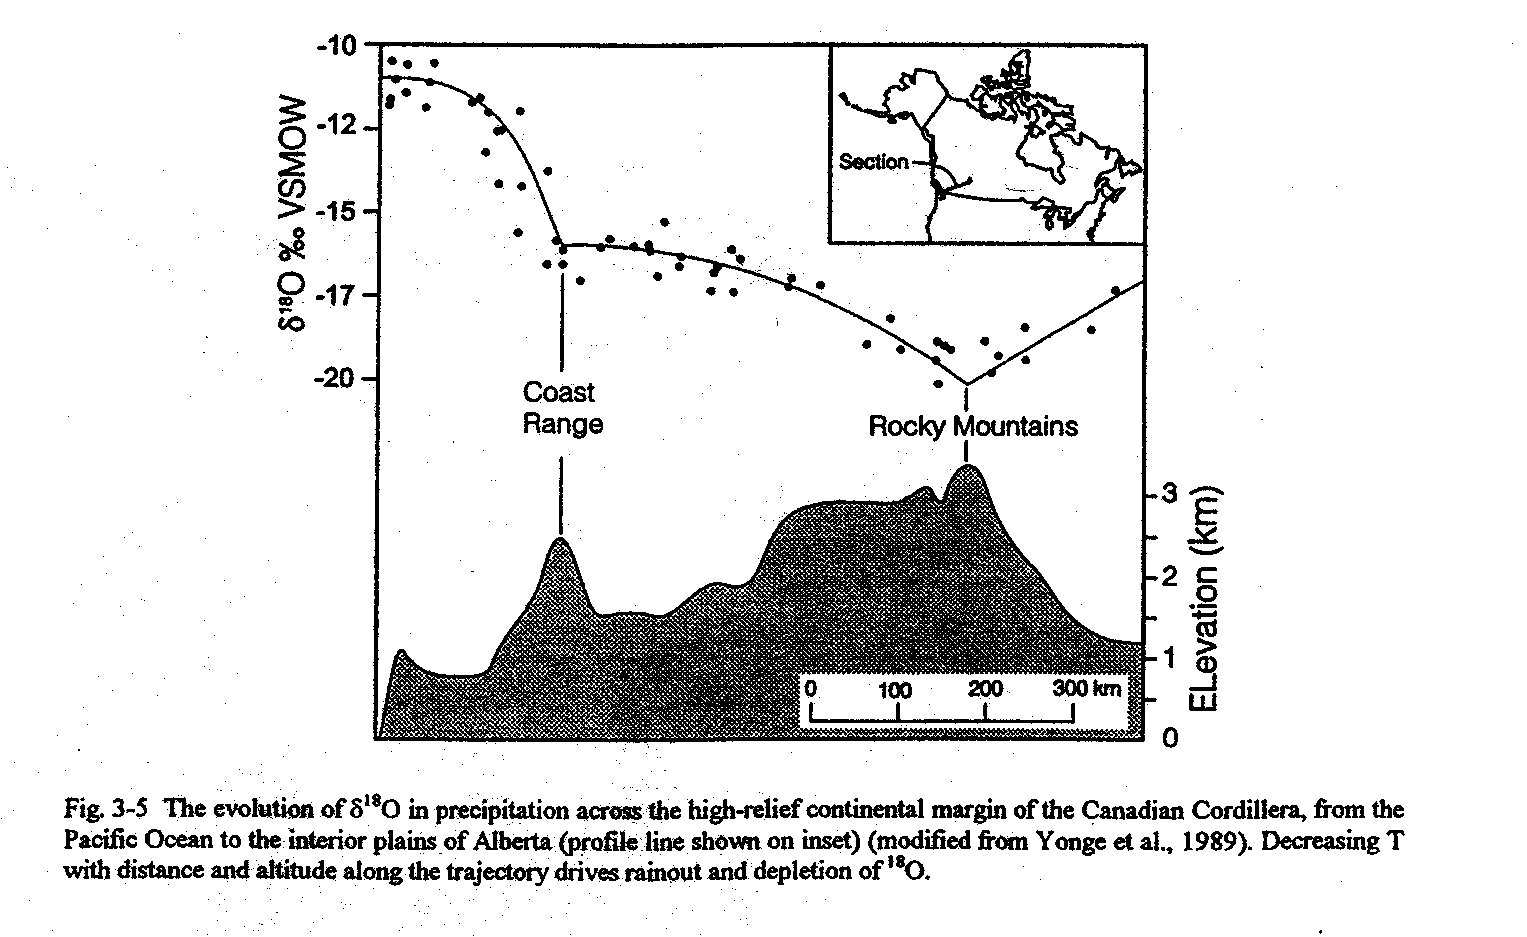 -10
-12
-15
-17
-20
δ¹⁸O ‰ VSMOW
Section
Coast
Range
Rocky Mountains
3
2
1
0
ELevation (km)
0 100 200 300 km
Fig. 3-5 The evolution of δ¹⁸O in precipitation across the high-relief continental margin of the Canadian Cordillera, from the
Pacific Ocean to the interior plains of Alberta (profile line shown on inset) (modified from Yonge et al., 1989). Decreasing T
with distance and altitude along the trajectory drives rainout and depletion of ¹⁸O.